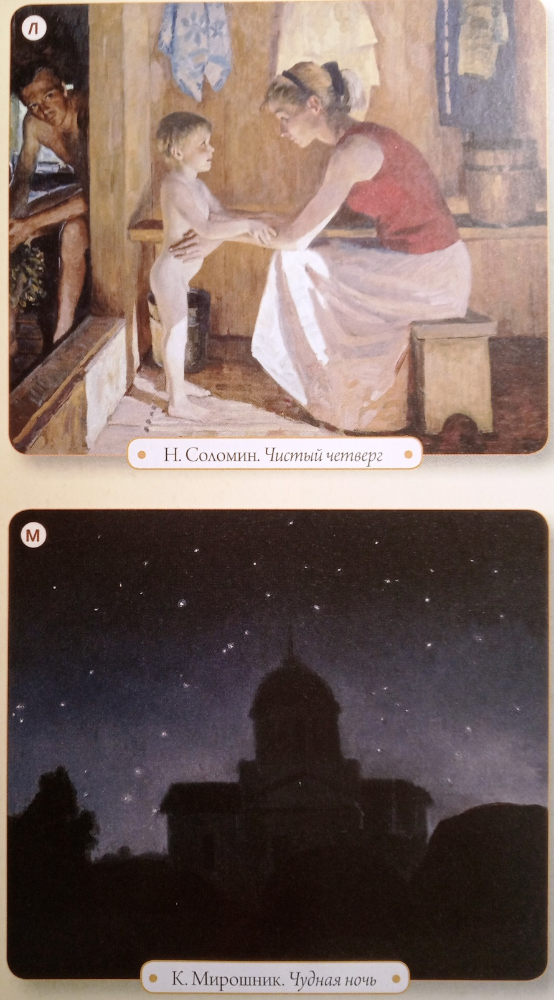 Л
Н. Соломин. Чистый четверг
М
К. Мирошник. Чудная ночь